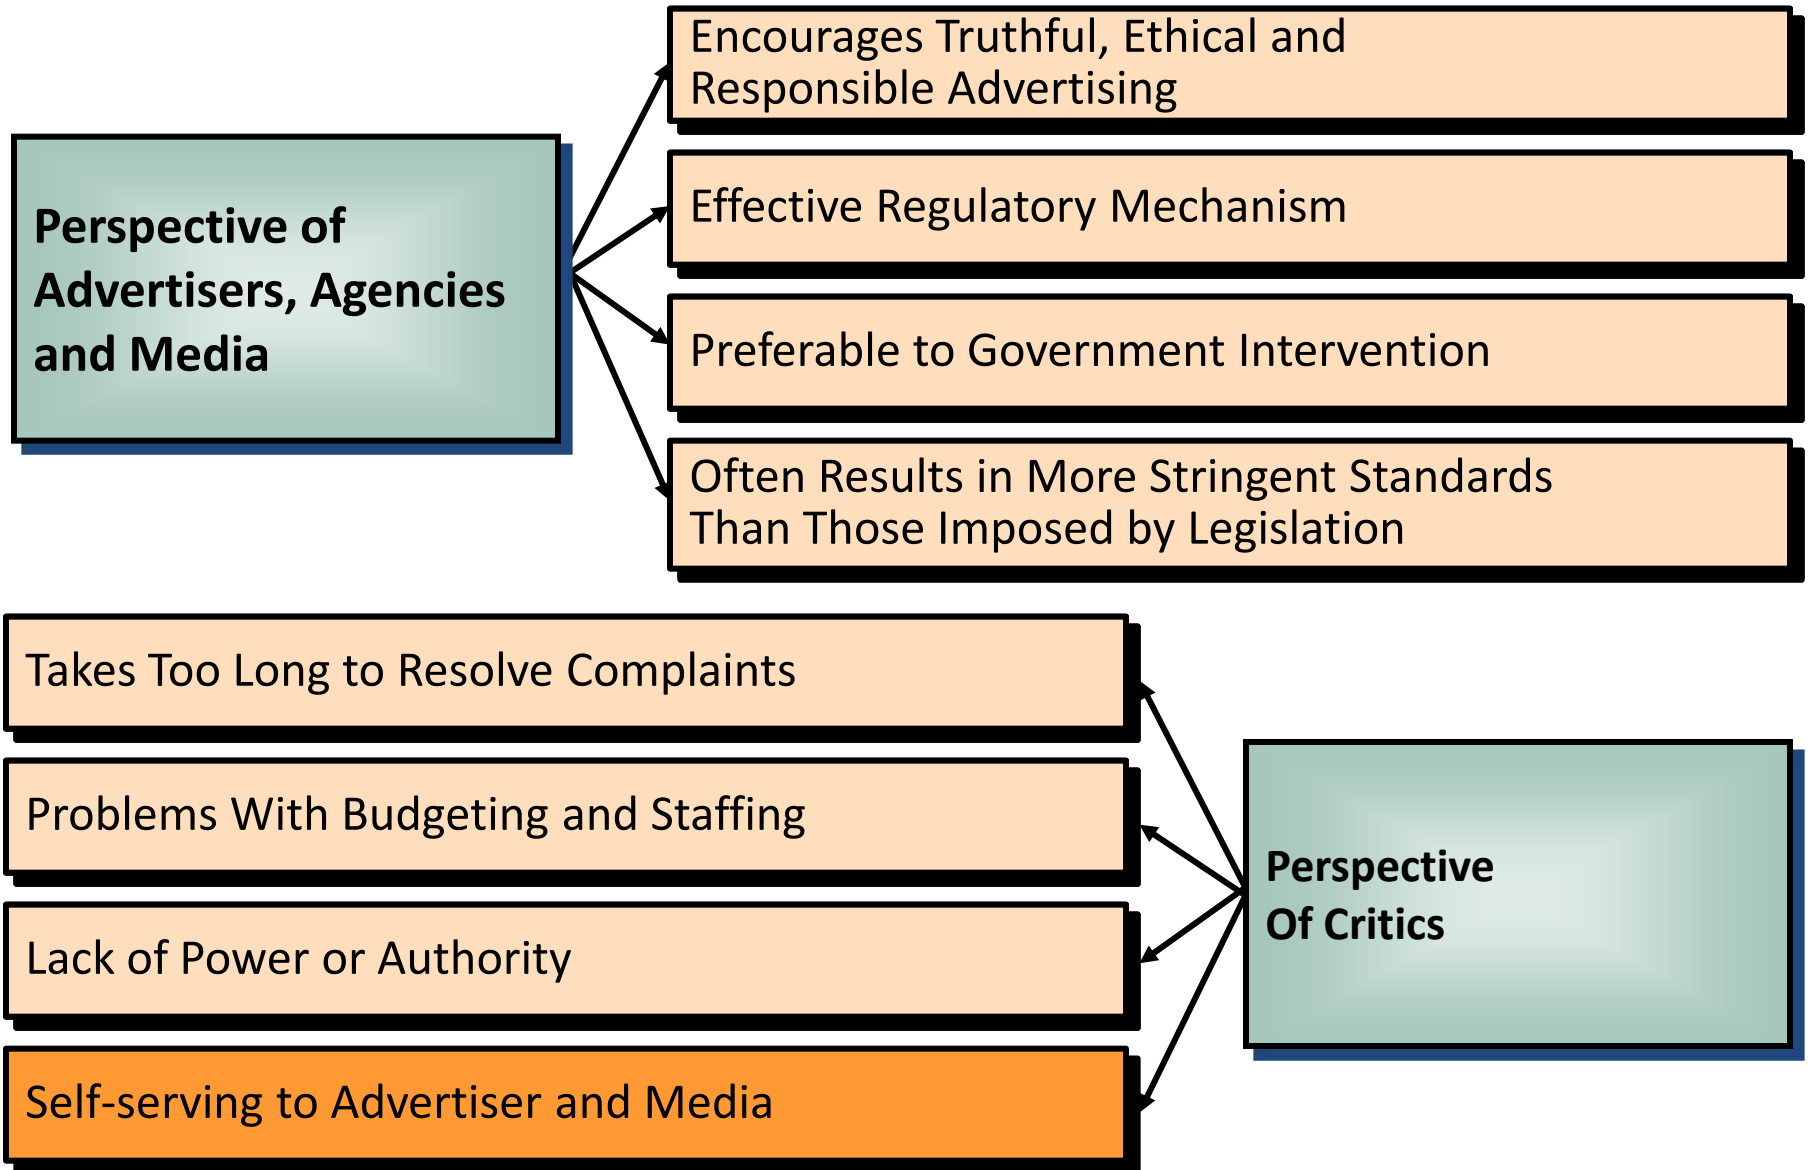 Encourages Truthful, Ethical and
Responsible Advertising
Perspective of
Advertisers, Agencies
and Media
Effective Regulatory Mechanism
Preferable to Government Intervention
Often Results in More Stringent Standards
Than Those Imposed by Legislation
Takes Too Long to Resolve Complaints
Problems With Budgeting and Staffing
Lack of Power or Authority
Self-serving to Advertiser and Media
Perspective
Of Critics